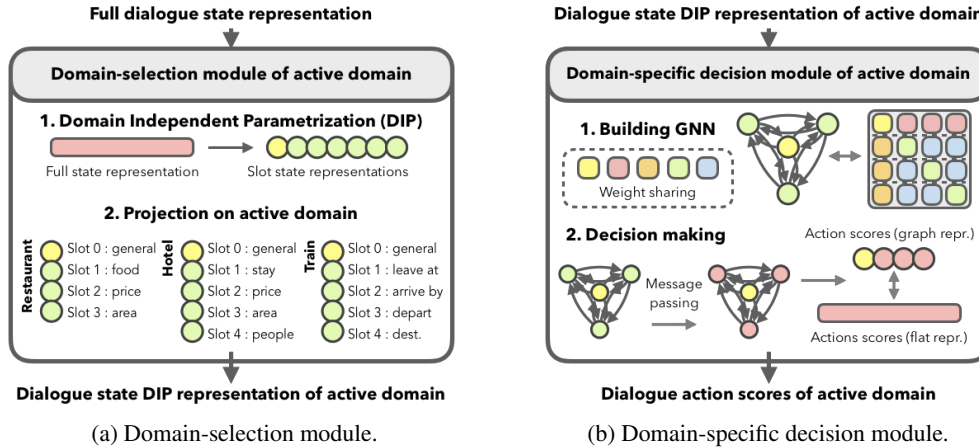 Full dialogue state representation
Domain-selection module of active domain
1. Domain Independent Parametrization (DIP)
Full state representation
Slot state representations
2. Projection on active domain
Restaurant
Slot 0 : general
Slot 1 : food
Slot 2 : price
Slot 3 : area
Hotel
Slot 0 : general
Slot 1 : stay
Slot 2 : price
Slot 3 : area
Slot 4 : people
Train
Slot 0 : general
Slot 1 : leave at
Slot 2 : arrive by
Slot 3 : depart
Slot 4 : dest.
Dialogue state DIP representation of active domain
(a) Domain-selection module.
Dialogue state DIP representation of active domain
Domain-specific decision module of active domain
1. Building GNN
Weight sharing
2. Decision making
Message
passing
Action scores (graph repr.)
Actions scores (flat repr.)
Dialogue action scores of active domain
(b) Domain-specific decision module.